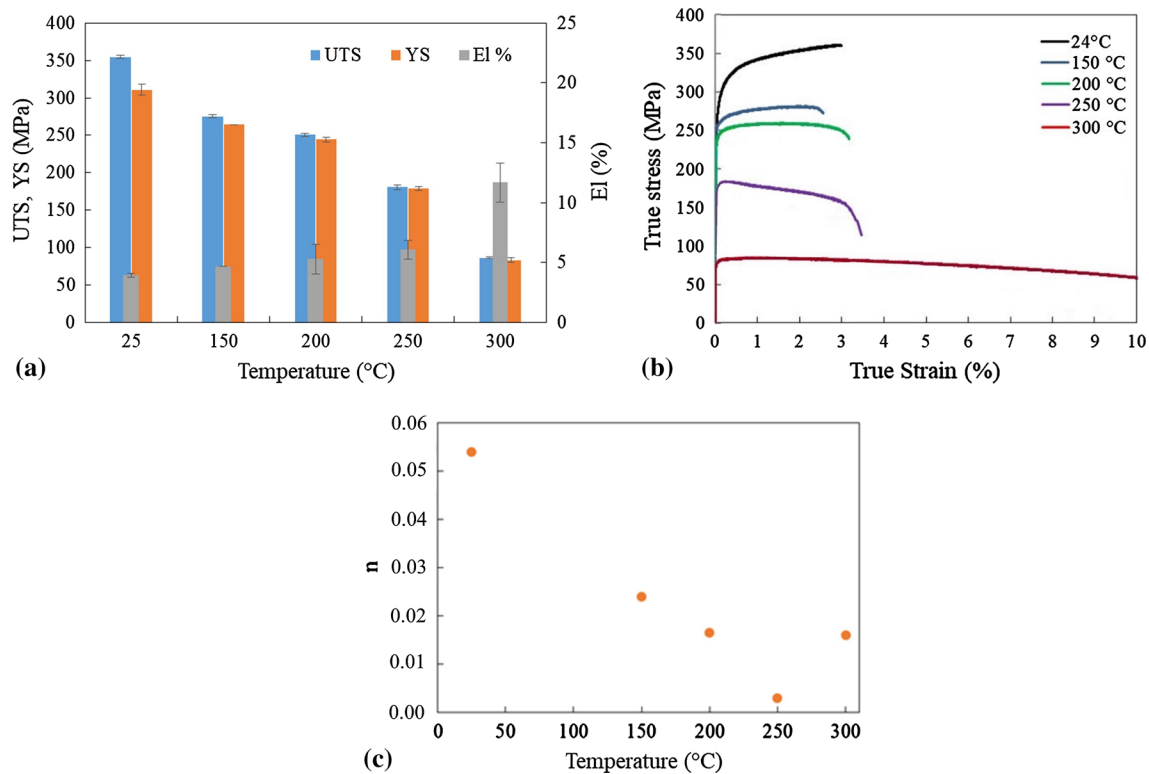 400
350
300
250
200
150
100
50
0
UTS, YS (MPa)
UTS YS El %
25
20
15
10
5
0
El (%)
25 150 200 250 300
Temperature (°C)
(a)
400
350
300
250
200
150
100
50
0
True stress (MPa)
24°C
150 °C
200 °C
250 °C
300 °C
0 1 2 3 4 5 6 7 8 9 10
True Strain (%)
(b)
0.06
0.05
0.04
0.03
0.02
0.01
0.00
n
0 50 100 150 200 250 300
Temperature (°C)
(c)